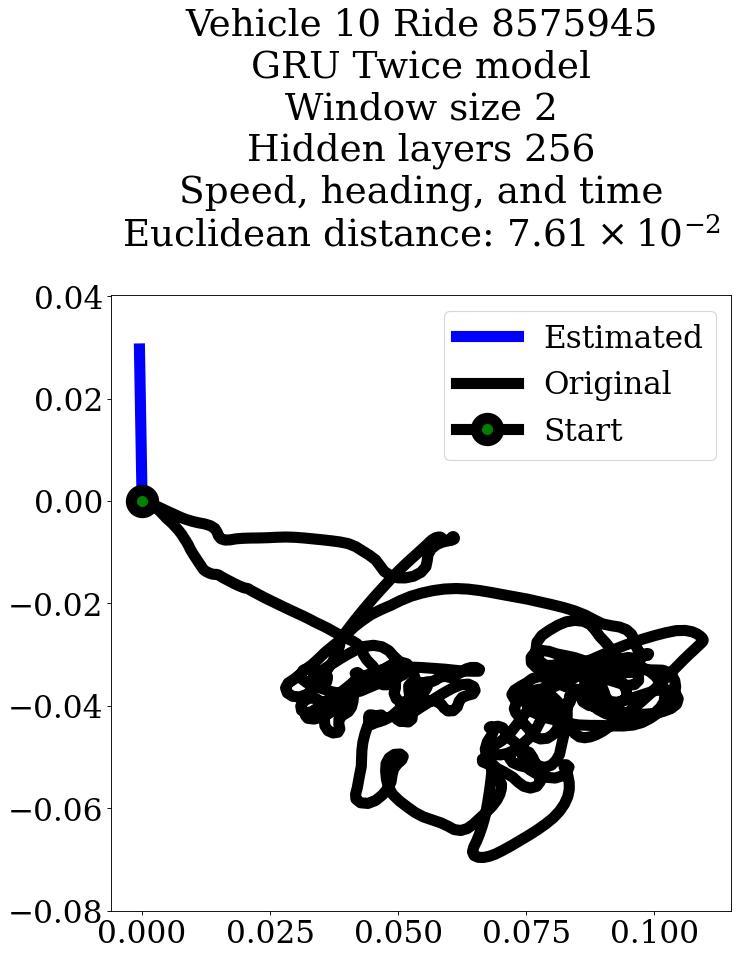 Vehicle 10 Ride 8575945
GRU Twice model
Window size 2
Hidden layers 256
Speed, heading, and time
Euclidean distance: 7.61 × 10⁻²
0.04
0.02
0.00
−0.02
−0.04
−0.06
−0.08
Estimated
Original
Start
0.000 0.025 0.050 0.075 0.100